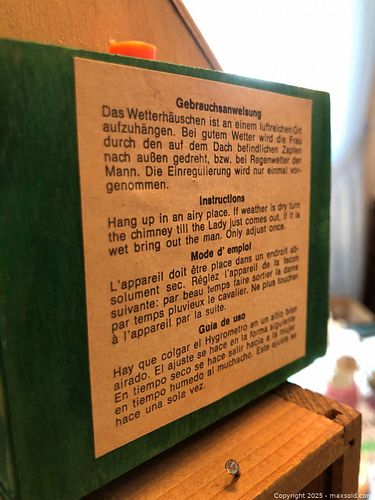 Gebrauchsanweisung
Das Wetterhäuschen ist an einem luftreichen Ort
aufzuhängen. Bei gutem Wetter wird die Frau
durch den auf dem Dach befindlichen Zapfen
nach außen gedreht, bzw. bei Regenwetter der
Mann. Die Einregulierung wird nur einmal vor-
genommen.
Instructions
Hang up in an airy place. If weather is dry turn
the chimney till the Lady just comes out, if it is
wet bring out the man. Only adjust once.
Mode d' emploi
L'appareil doit être place dans un endroit ab-
solument sec. Réglez l'appareil de la facon
suivante: par beau temps faire sortir la dame
par temps pluvieux le cavalier. Ne plus toucher
à l'appareil par la suite.
Guia de uso
Hay que colgar el Hygrometro en un sitio bien
airado. El ajuste se hace en la forma siguiente
En tiempo seco se hace salir hacia a la mujer
en tiempo humedo al muchacho. Este ajuste se
hace una sola vez.
Copyright 2025 - maxsold.com